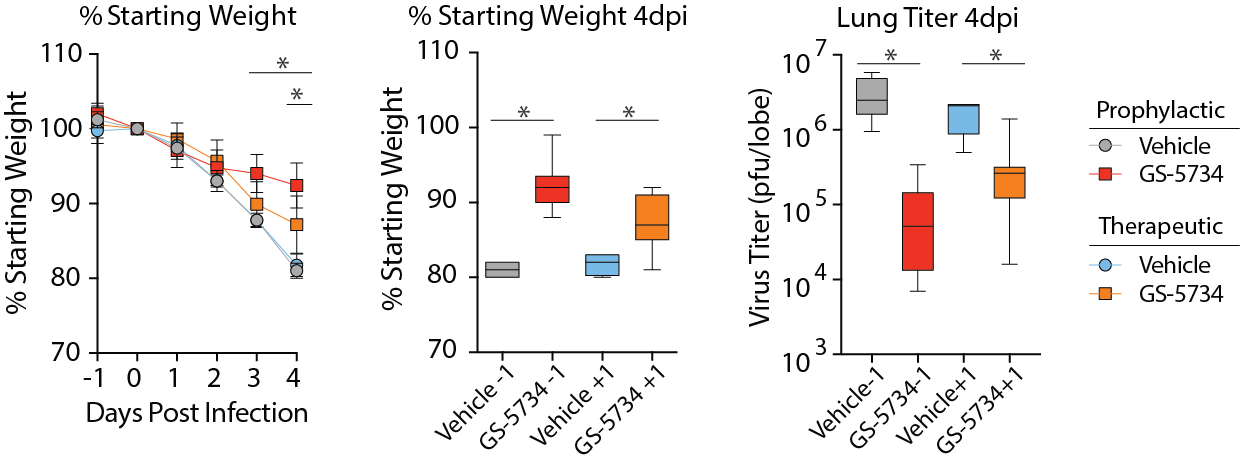 % Starting Weight
110
100
90
80
70
% Starting Weight
-1 0 1 2 3 4
Days Post Infection
*
*
% Starting Weight 4dpi
110
100
90
80
70
% Starting Weight
* *
Vehicle -1
GS-5734 -1
Vehicle +1
GS-5734 +1
Lung Titer 4dpi
10 7
10 6
10 5
10 4
10 3
Virus Titer (pfu/lobe)
* *
Vehicle-1
GS-5734-1
Vehicle+1
GS-5734+1
Prophylactic
Vehicle
GS-5734
Therapeutic
Vehicle
GS-5734